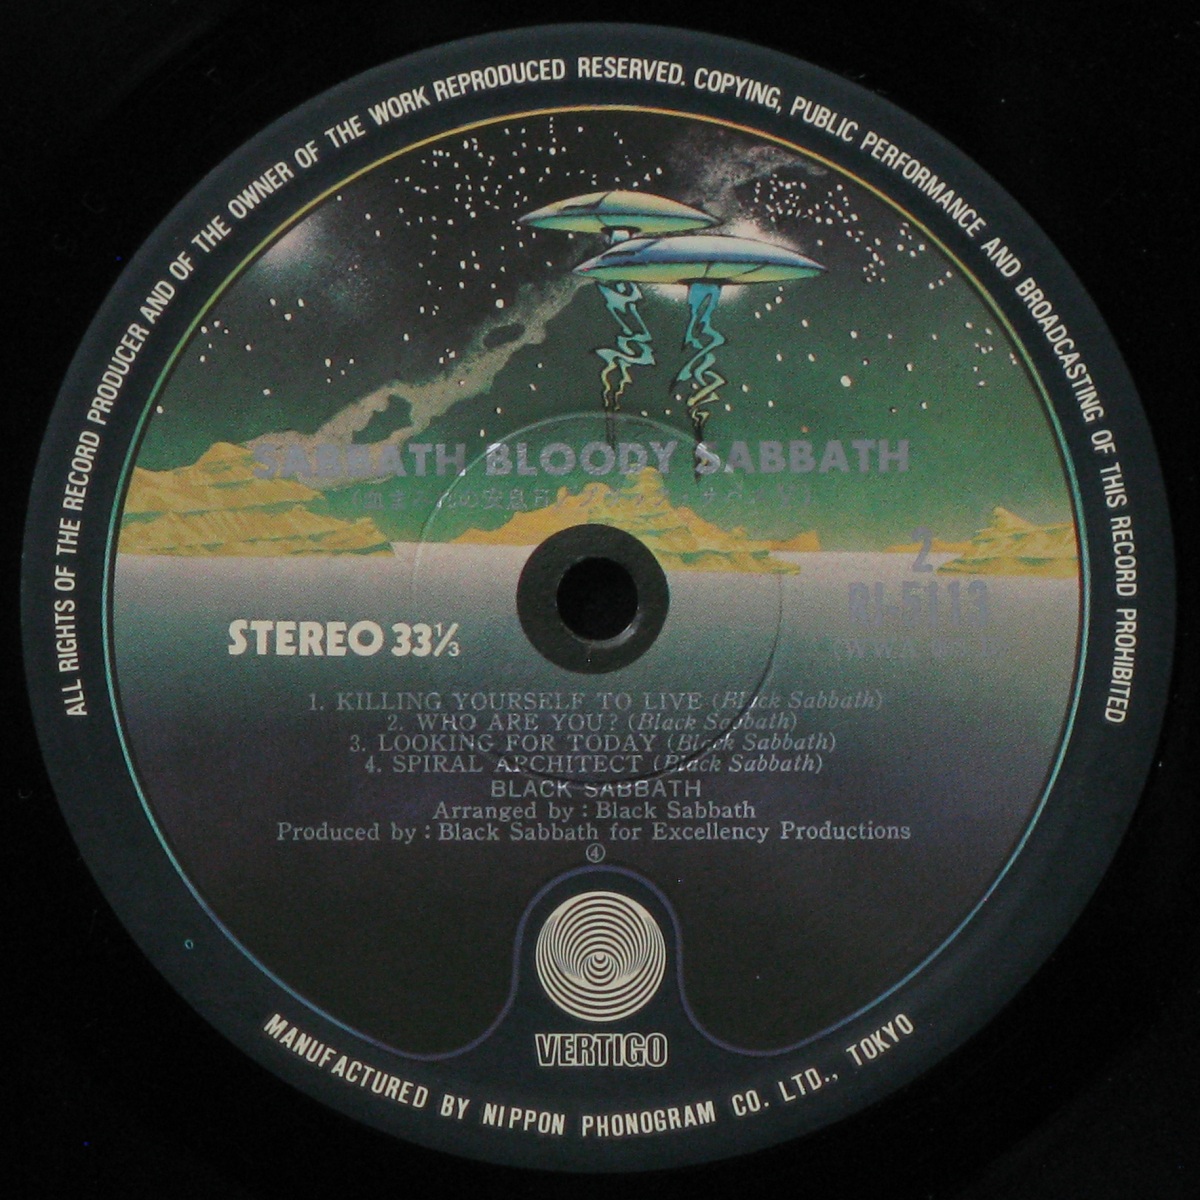 ALL RIGHTS OF THE RECORD PRODUCER AND OF THE OWNER OF THE WORK REPRODUCED RESERVED. COPYING, PUBLIC PERFORMANCE AND BROADCASTING OF THIS RECORD PROHIBITED
SABBATH BLOODY SABBATH
2
RJ-5113
STEREO 33⅓
1. KILLING YOURSELF TO LIVE (Black Sabbath)
2. WHO ARE YOU? (Black Sabbath)
3. LOOKING FOR TODAY (Black Sabbath)
4. SPIRAL ARCHITECT (Black Sabbath)
BLACK SABBATH
Arranged by : Black Sabbath
Produced by : Black Sabbath for Excellency Productions
④
VERTIGO
MANUFACTURED BY NIPPON PHONOGRAM CO. LTD., TOKYO